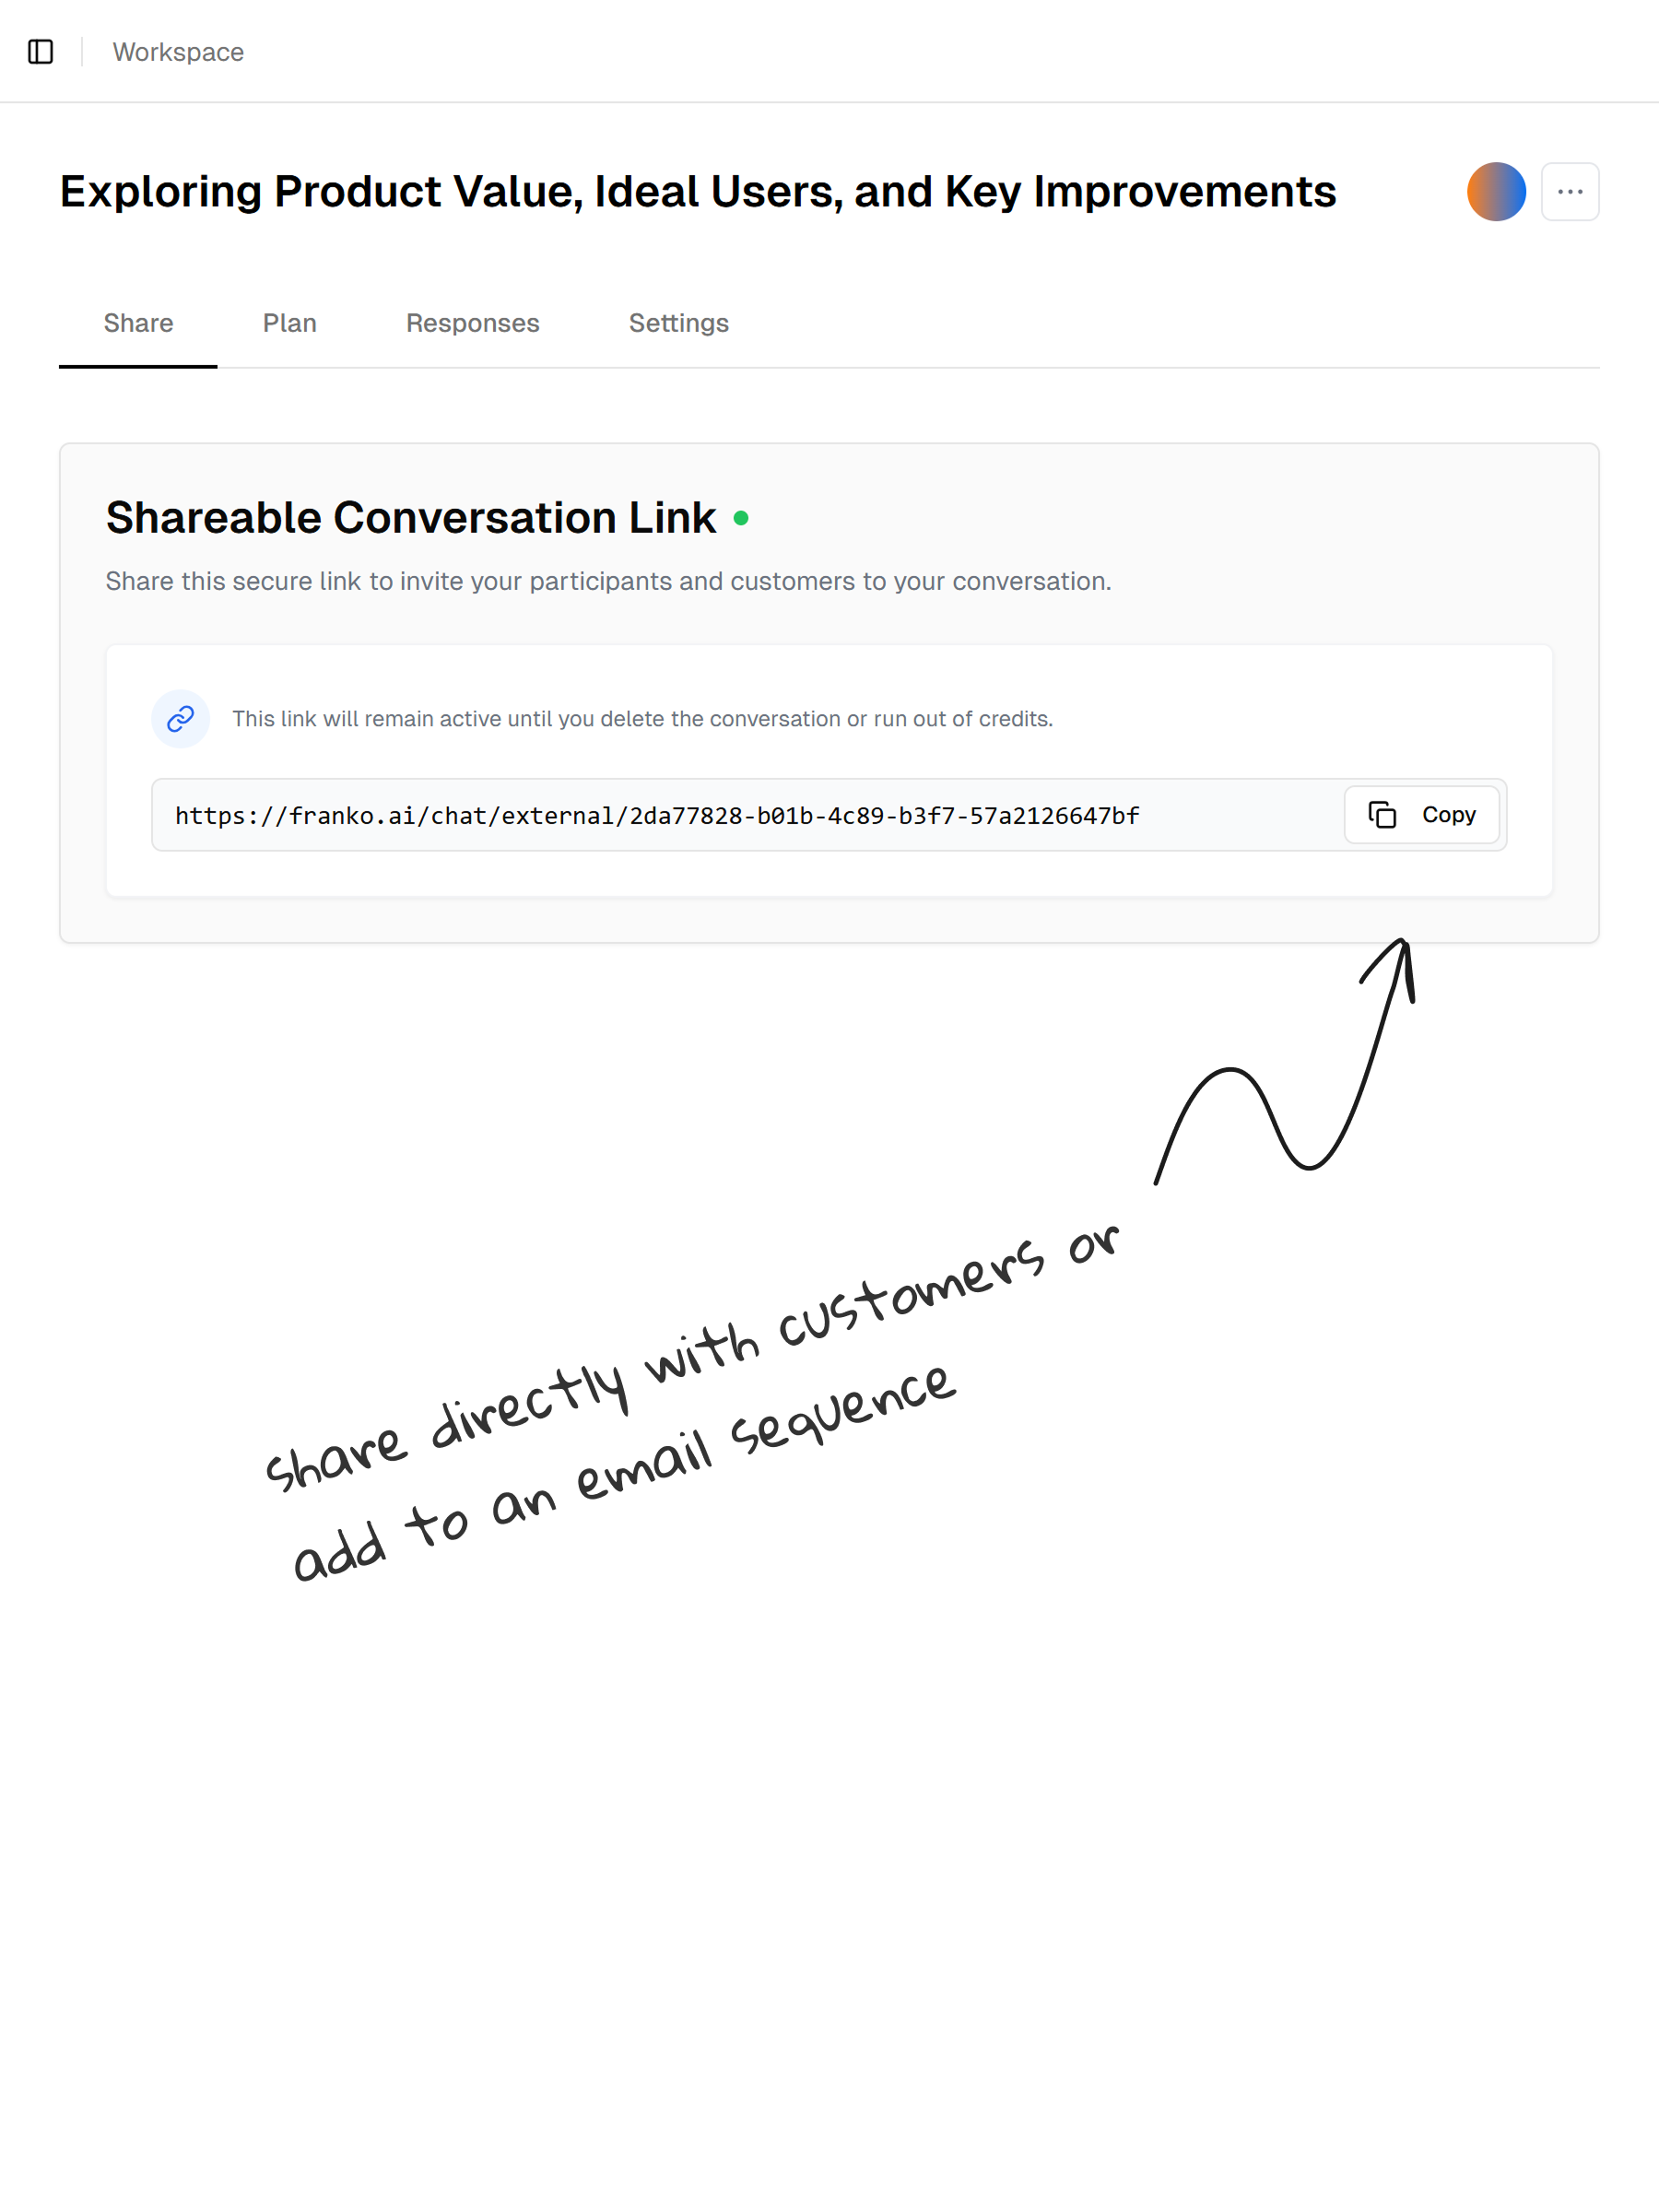 Workspace
Exploring Product Value, Ideal Users, and Key Improvements
Share Plan Responses Settings
Shareable Conversation Link
Share this secure link to invite your participants and customers to your conversation.
This link will remain active until you delete the conversation or run out of credits.
https://franko.ai/chat/external/2da77828-b01b-4c89-b3f7-57a2126647bf Copy
share directly with customers or
add to an email sequence